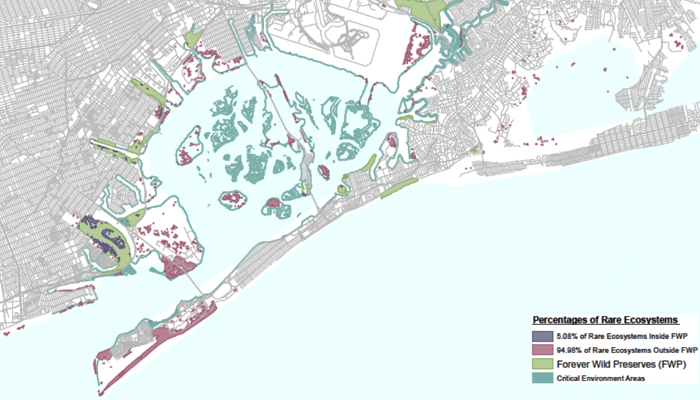 Percentages of Rare Ecosystems
5.08% of Rare Ecosystems Inside FWP
94.98% of Rare Ecosystems Outside FWP
Forever Wild Preserves (FWP)
Critical Environment Areas